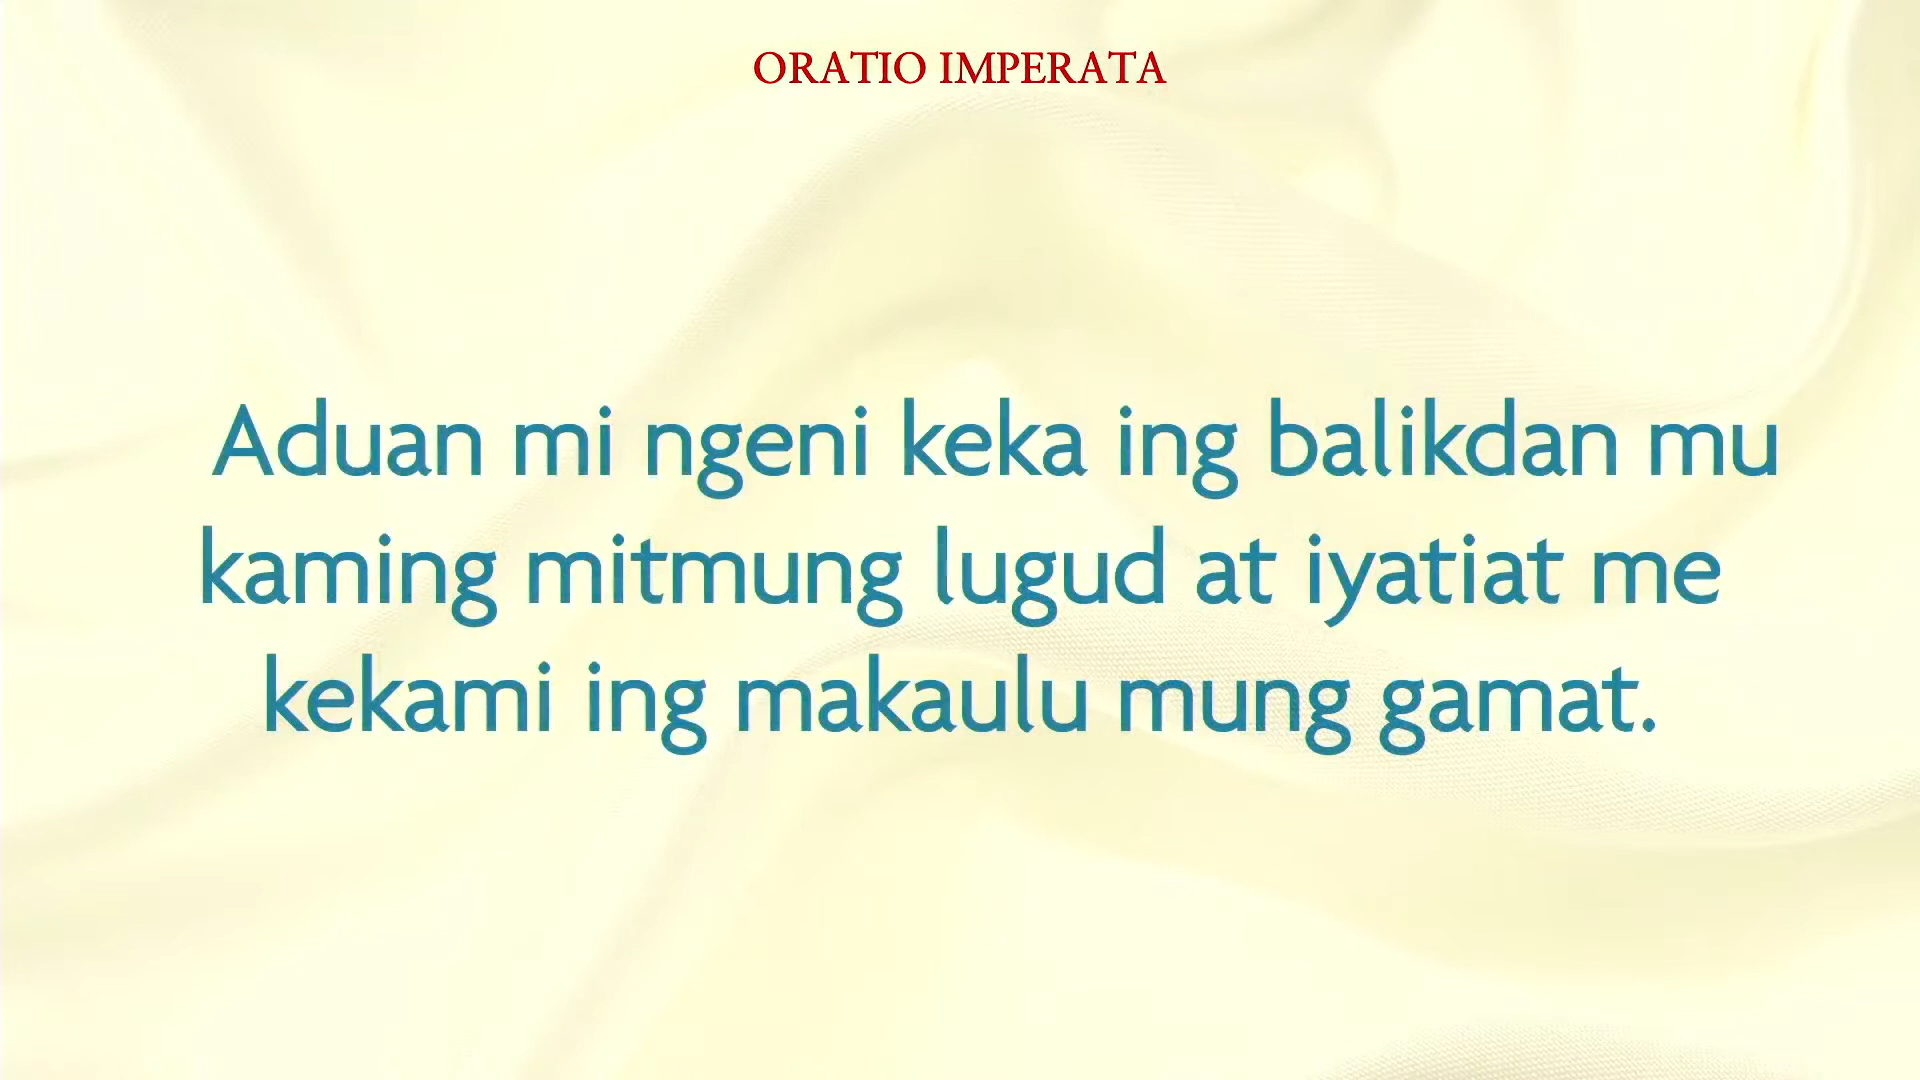 ORATIO IMPERATA
Aduan mi ngeni keka ing balikdan mu
kaming mitmung lugud at iyatiat me
kekami ing makaulu mung gamat.